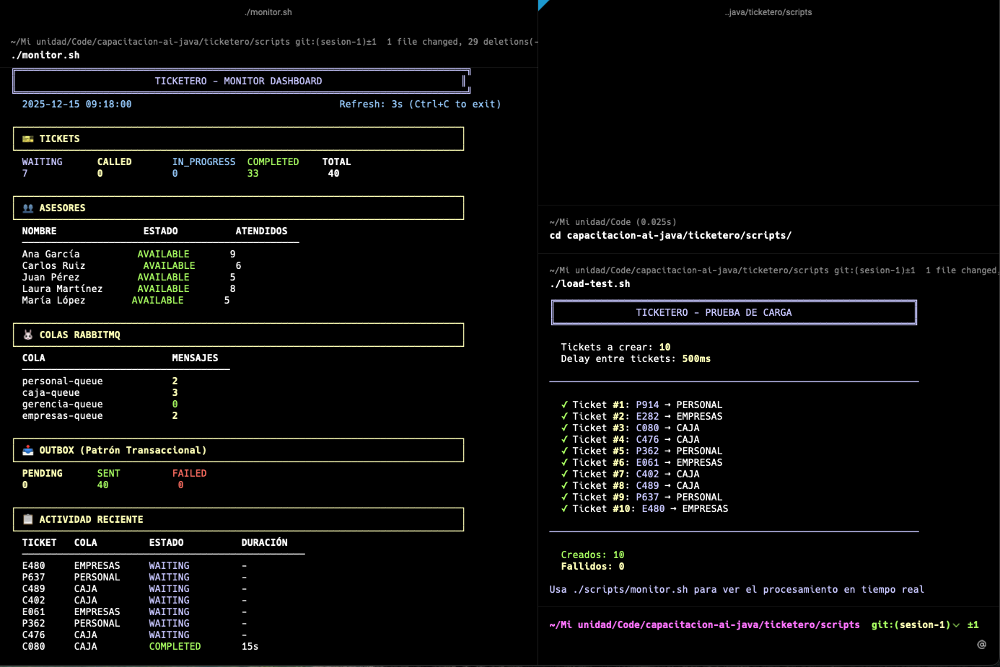 ./monitor.sh
~/Mi unidad/Code/capacitacion-ai-java/ticketero/scripts git:(sesion-1)±1  1 file changed, 29 deletions(-
./monitor.sh
TICKETERO - MONITOR DASHBOARD
2025-12-15 09:18:00 Refresh: 3s (Ctrl+C to exit)
TICKETS
WAITING CALLED IN_PROGRESS COMPLETED TOTAL
7 0 0 33 40
ASESORES
NOMBRE ESTADO ATENDIDOS
Ana García AVAILABLE 9
Carlos Ruiz AVAILABLE 6
Juan Pérez AVAILABLE 5
Laura Martínez AVAILABLE 8
María López AVAILABLE 5
COLAS RABBITMQ
COLA MENSAJES
personal-queue 2
caja-queue 3
gerencia-queue 0
empresas-queue 2
OUTBOX (Patrón Transaccional)
PENDING SENT FAILED
0 40 0
ACTIVIDAD RECIENTE
TICKET COLA ESTADO DURACIÓN
E480 EMPRESAS WAITING -
P637 PERSONAL WAITING -
C489 CAJA WAITING -
C402 CAJA WAITING -
E061 EMPRESAS WAITING -
P362 PERSONAL WAITING -
C476 CAJA WAITING -
C080 CAJA COMPLETED 15s
..java/ticketero/scripts
~/Mi unidad/Code (0.025s)
cd capacitacion-ai-java/ticketero/scripts/
~/Mi unidad/Code/capacitacion-ai-java/ticketero/scripts git:(sesion-1)±1  1 file changed,
./load-test.sh
TICKETERO - PRUEBA DE CARGA
Tickets a crear: 10
Delay entre tickets: 500ms
✓ Ticket #1: P914 → PERSONAL
✓ Ticket #2: E282 → EMPRESAS
✓ Ticket #3: C080 → CAJA
✓ Ticket #4: C476 → CAJA
✓ Ticket #5: P362 → PERSONAL
✓ Ticket #6: E061 → EMPRESAS
✓ Ticket #7: C402 → CAJA
✓ Ticket #8: C489 → CAJA
✓ Ticket #9: P637 → PERSONAL
✓ Ticket #10: E480 → EMPRESAS
Creados: 10
Fallidos: 0
Usa ./scripts/monitor.sh para ver el procesamiento en tiempo real
~/Mi unidad/Code/capacitacion-ai-java/ticketero/scripts git:(sesion-1) ±1
@